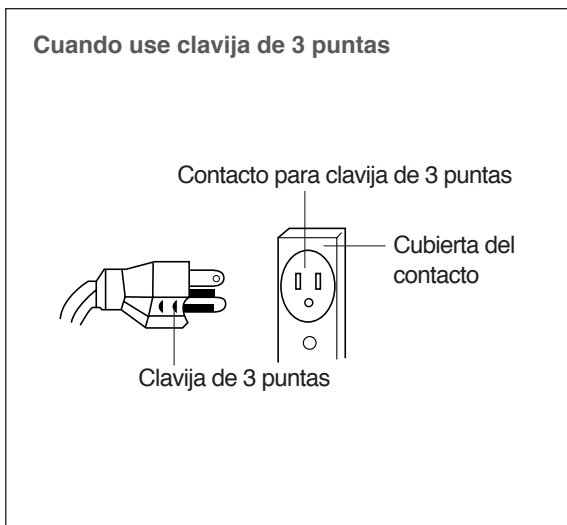 Cuando use clavija de 3 puntas
Contacto para clavija de 3 puntas
Cubierta del
contacto
Clavija de 3 puntas